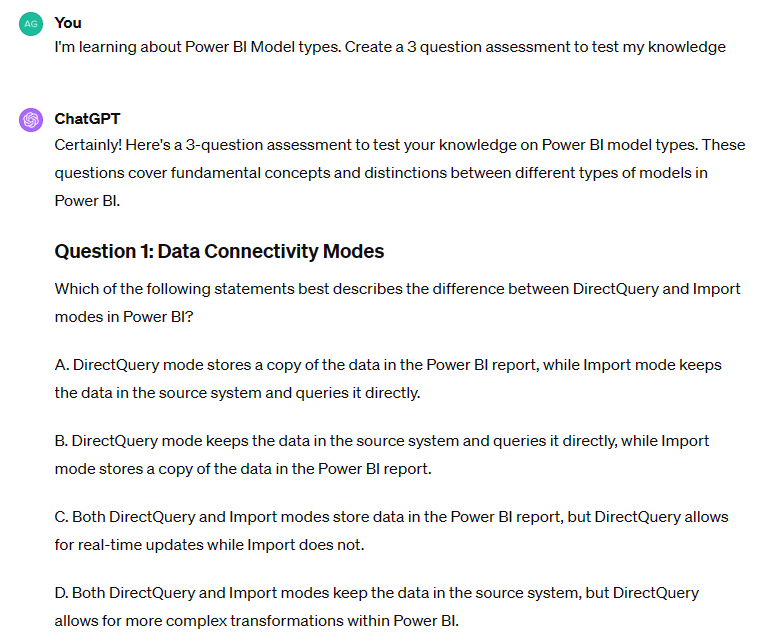 AG You
I'm learning about Power BI Model types. Create a 3 question assessment to test my knowledge
ChatGPT
Certainly! Here's a 3-question assessment to test your knowledge on Power BI model types. These
questions cover fundamental concepts and distinctions between different types of models in
Power BI.
Question 1: Data Connectivity Modes
Which of the following statements best describes the difference between DirectQuery and Import
modes in Power BI?
A. DirectQuery mode stores a copy of the data in the Power BI report, while Import mode keeps
the data in the source system and queries it directly.
B. DirectQuery mode keeps the data in the source system and queries it directly, while Import
mode stores a copy of the data in the Power BI report.
C. Both DirectQuery and Import modes store data in the Power BI report, but DirectQuery allows
for real-time updates while Import does not.
D. Both DirectQuery and Import modes keep the data in the source system, but DirectQuery
allows for more complex transformations within Power BI.